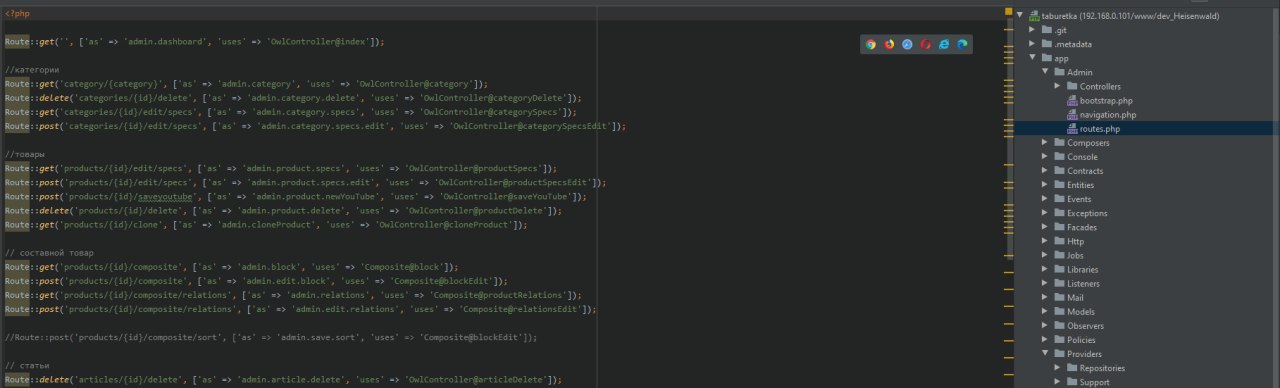 <?php
Route::get('', ['as' => 'admin.dashboard', 'uses' => 'OwlController@index']);
//категории
Route::get('category/{category}', ['as' => 'admin.category', 'uses' => 'OwlController@category']);
Route::delete('categories/{id}/delete', ['as' => 'admin.category.delete', 'uses' => 'OwlController@categoryDelete']);
Route::get('categories/{id}/edit/specs', ['as' => 'admin.category.specs', 'uses' => 'OwlController@categorySpecs']);
Route::post('categories/{id}/edit/specs', ['as' => 'admin.category.specs.edit', 'uses' => 'OwlController@categorySpecsEdit']);
//товары
Route::get('products/{id}/edit/specs', ['as' => 'admin.product.specs', 'uses' => 'OwlController@productSpecs']);
Route::post('products/{id}/edit/specs', ['as' => 'admin.product.specs.edit', 'uses' => 'OwlController@productSpecsEdit']);
Route::post('products/{id}/saveyoutube', ['as' => 'admin.product.newYouTube', 'uses' => 'OwlController@saveYouTube']);
Route::delete('products/{id}/delete', ['as' => 'admin.product.delete', 'uses' => 'OwlController@productDelete']);
Route::get('products/{id}/clone', ['as' => 'admin.cloneProduct', 'uses' => 'OwlController@cloneProduct']);
// составной товар
Route::get('products/{id}/composite', ['as' => 'admin.block', 'uses' => 'Composite@block']);
Route::post('products/{id}/composite', ['as' => 'admin.edit.block', 'uses' => 'Composite@blockEdit']);
Route::get('products/{id}/composite/relations', ['as' => 'admin.relations', 'uses' => 'Composite@productRelations']);
Route::post('products/{id}/composite/relations', ['as' => 'admin.edit.relations', 'uses' => 'Composite@relationsEdit']);
//Route::post('products/{id}/composite/sort', ['as' => 'admin.save.sort', 'uses' => 'Composite@blockEdit']);
// статьи
Route::delete('articles/{id}/delete', ['as' => 'admin.article.delete', 'uses' => 'OwlController@articleDelete']);
taburetka (192.168.0.101/www/dev_Heisenwald)
.git
.metadata
app
Admin
Controllers
bootstrap.php
navigation.php
routes.php
Composers
Console
Contracts
Entities
Events
Exceptions
Facades
Http
Jobs
Libraries
Listeners
Mail
Models
Observers
Policies
Providers
Repositories
Support